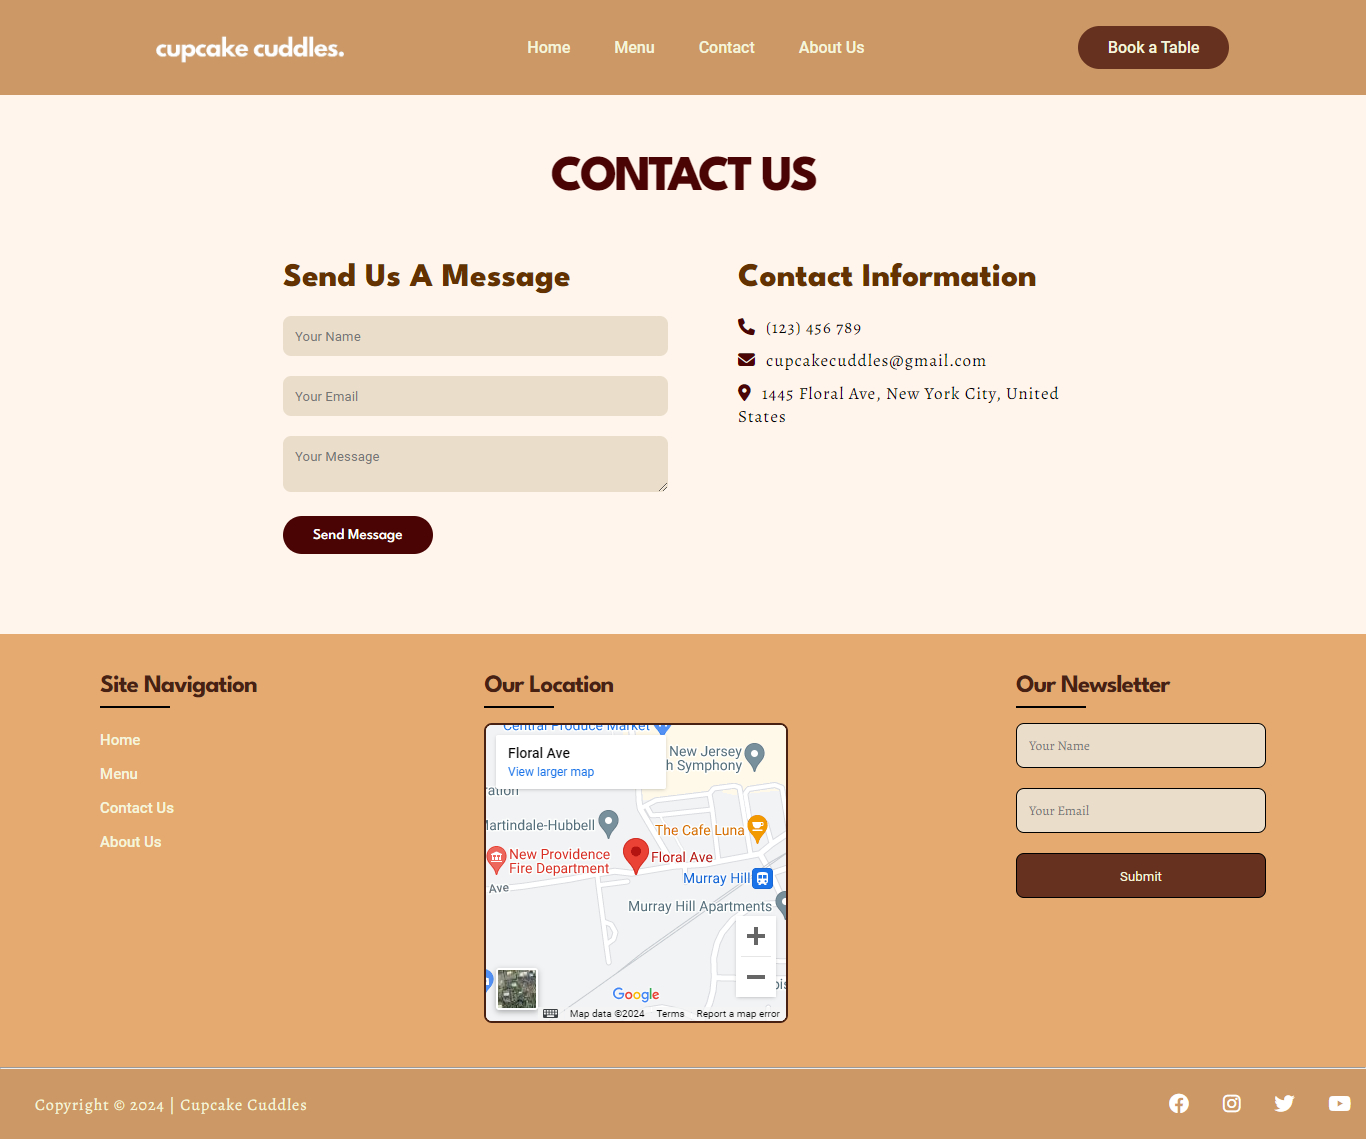 cupcake cuddles.
Home
Menu
Contact
About Us
Book a Table
CONTACT US
Send Us A Message
Your Name
Your Email
Your Message
Send Message
Contact Information
(123) 456 789
cupcakecuddles@gmail.com
1445 Floral Ave, New York City, United
States
Site Navigation
Home
Menu
Contact Us
About Us
Our Location
Central Produce Market
Floral Ave
View larger map
New Jersey
h Symphony
ration
Martindale-Hubbell
The Cafe Luna
New Providence
Fire Department
Floral Ave
Murray Hill
Ave
Murray Hill Apartments
Google
Map data ©2024
Terms
Report a map error
Our Newsletter
Your Name
Your Email
Submit
Copyright © 2024 | Cupcake Cuddles